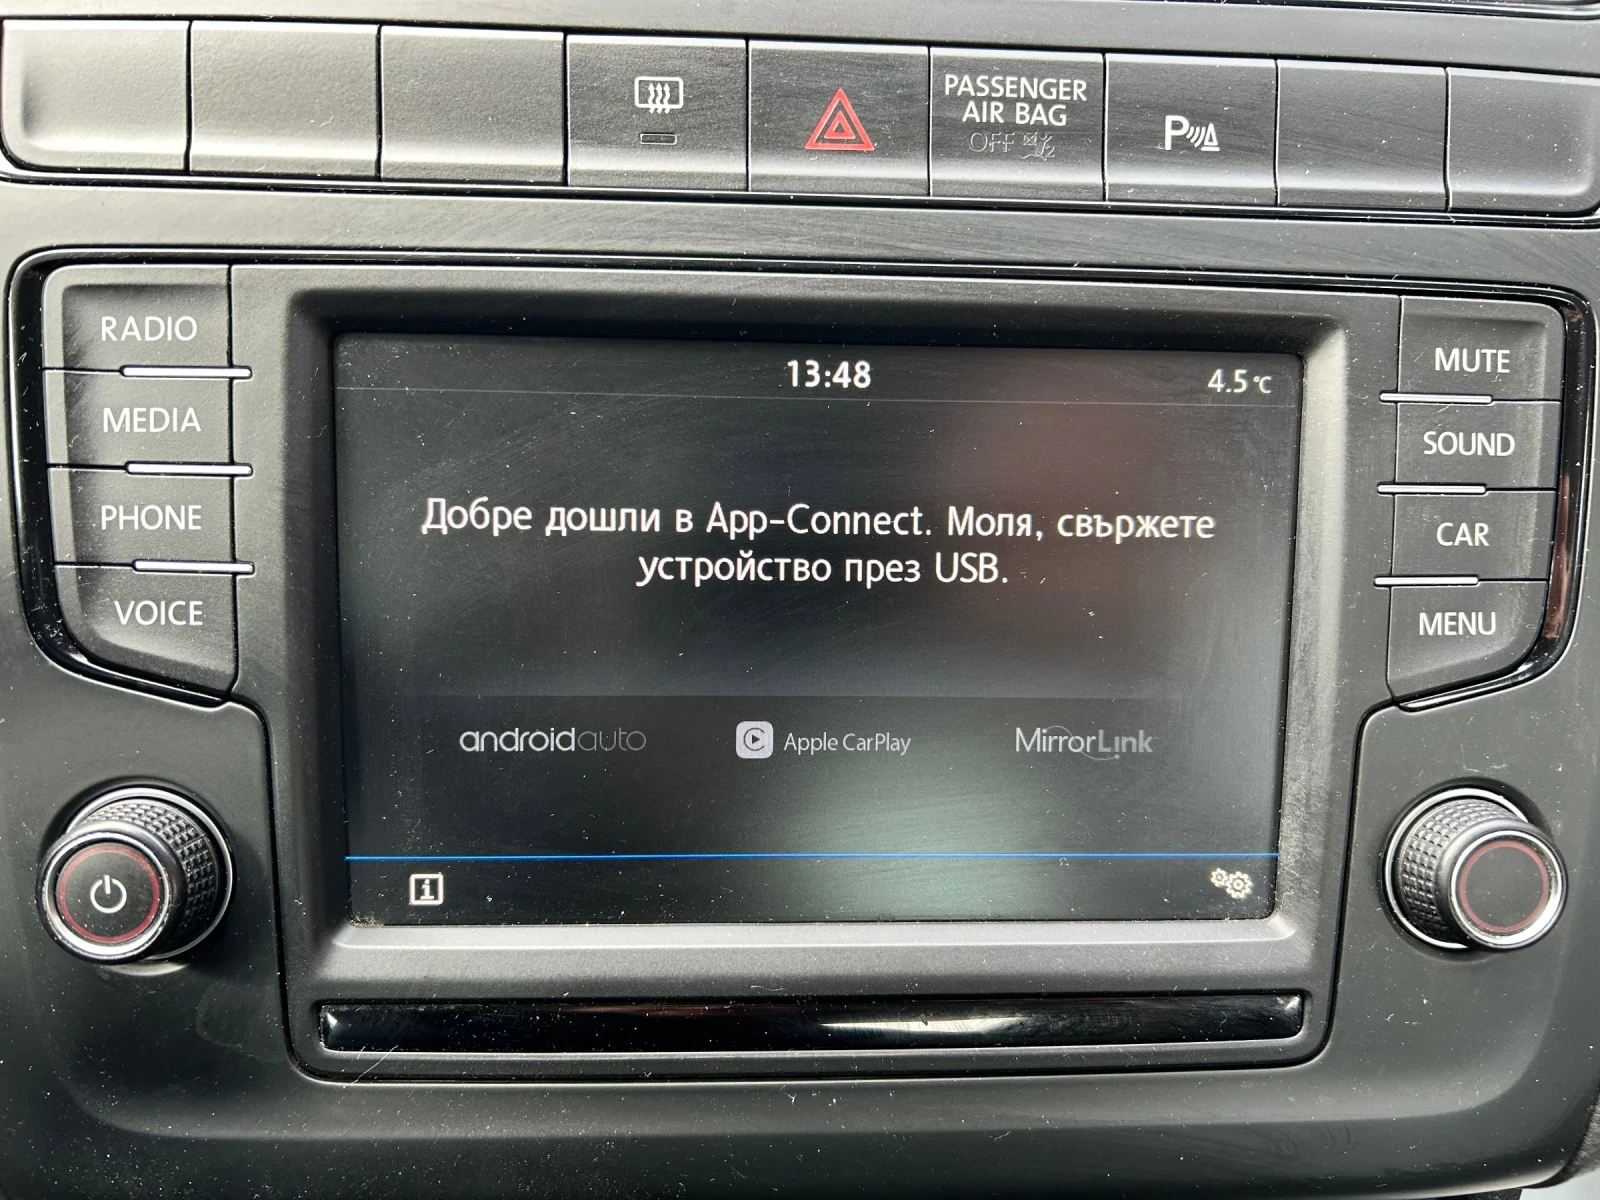 PASSENGER
AIR BAG
OFF
P
RADIO
MEDIA
PHONE
VOICE
13:48
4.5 °C
Добре дошли в App-Connect. Моля, свържете
устройство през USB.
androidauto
Apple CarPlay
MirrorLink
i
MUTE
SOUND
CAR
MENU